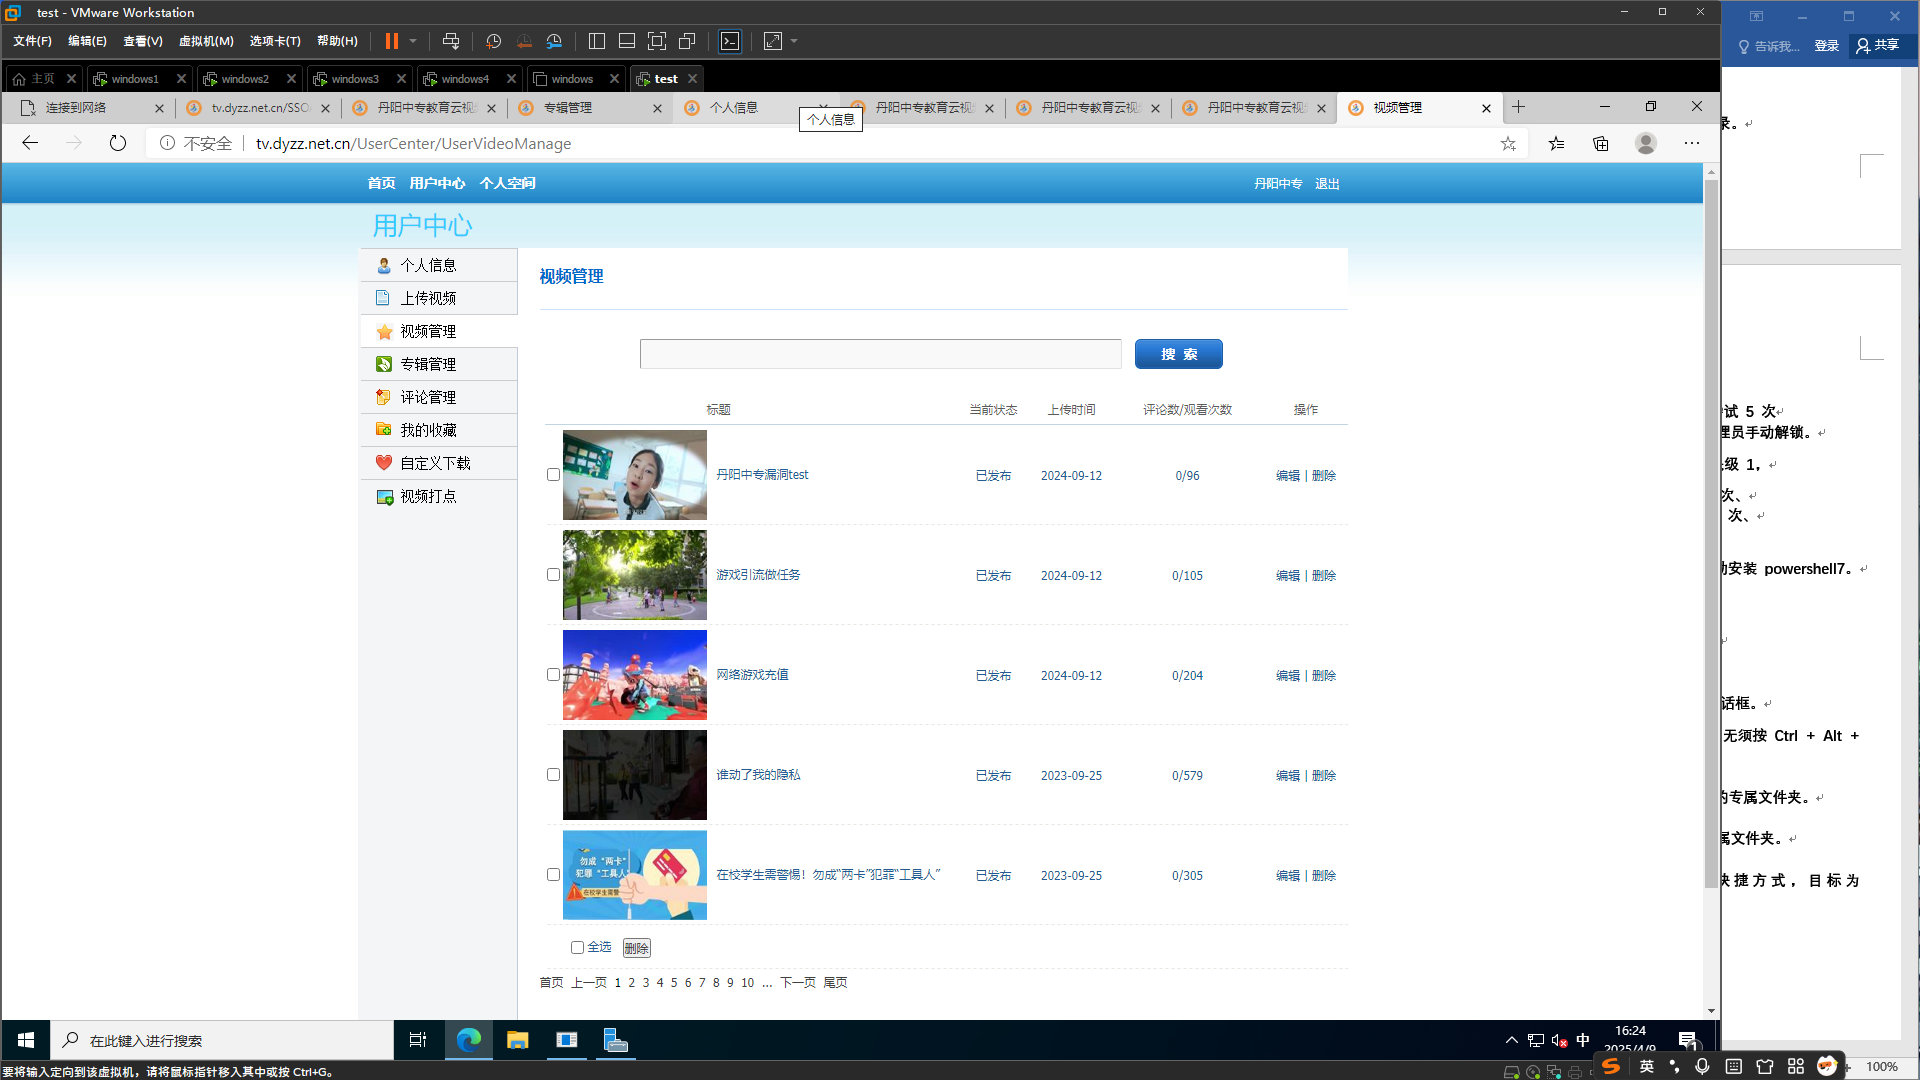 test - VMware Workstation
文件(F) 编辑(E) 查看(V) 虚拟机(M) 选项卡(T) 帮助(H)
告诉我... 登录 共享
主页 windows1 windows2 windows3 windows4 windows test
连接到网络 tv.dyzz.net.cn/SSO 丹阳中专教育云视 专辑管理 个人信息 丹阳中专教育云视 丹阳中专教育云视 丹阳中专教育云视 视频管理
个人信息
不安全 tv.dyzz.net.cn/UserCenter/UserVideoManage
首页 用户中心 个人空间 丹阳中专 退出
用户中心
个人信息
上传视频
视频管理
专辑管理
评论管理
我的收藏
自定义下载
视频打点
视频管理
搜 索
标题 当前状态 上传时间 评论数/观看次数 操作
丹阳中专漏洞test 已发布 2024-09-12 0/96 编辑 | 删除
游戏引流做任务 已发布 2024-09-12 0/105 编辑 | 删除
网络游戏充值 已发布 2024-09-12 0/204 编辑 | 删除
谁动了我的隐私 已发布 2023-09-25 0/579 编辑 | 删除
勿成“两卡”
犯罪“工具人”
在校学生需警惕！勿成“两卡”犯罪“工具人” 已发布 2023-09-25 0/305 编辑 | 删除
全选 删除
首页 上一页 1 2 3 4 5 6 7 8 9 10 ... 下一页 尾页
录。
试 5 次
理员手动解锁。
级 1，
次、
次、
安装 powershell7。
话框。
无须按 Ctrl + Alt +
的专属文件夹。
属文件夹。
快捷方式，目标为
在此键入进行搜索
中 16:24
2025/4/9
1
要将输入定向到该虚拟机，请将鼠标指针移入其中或按 Ctrl+G。
英 100%